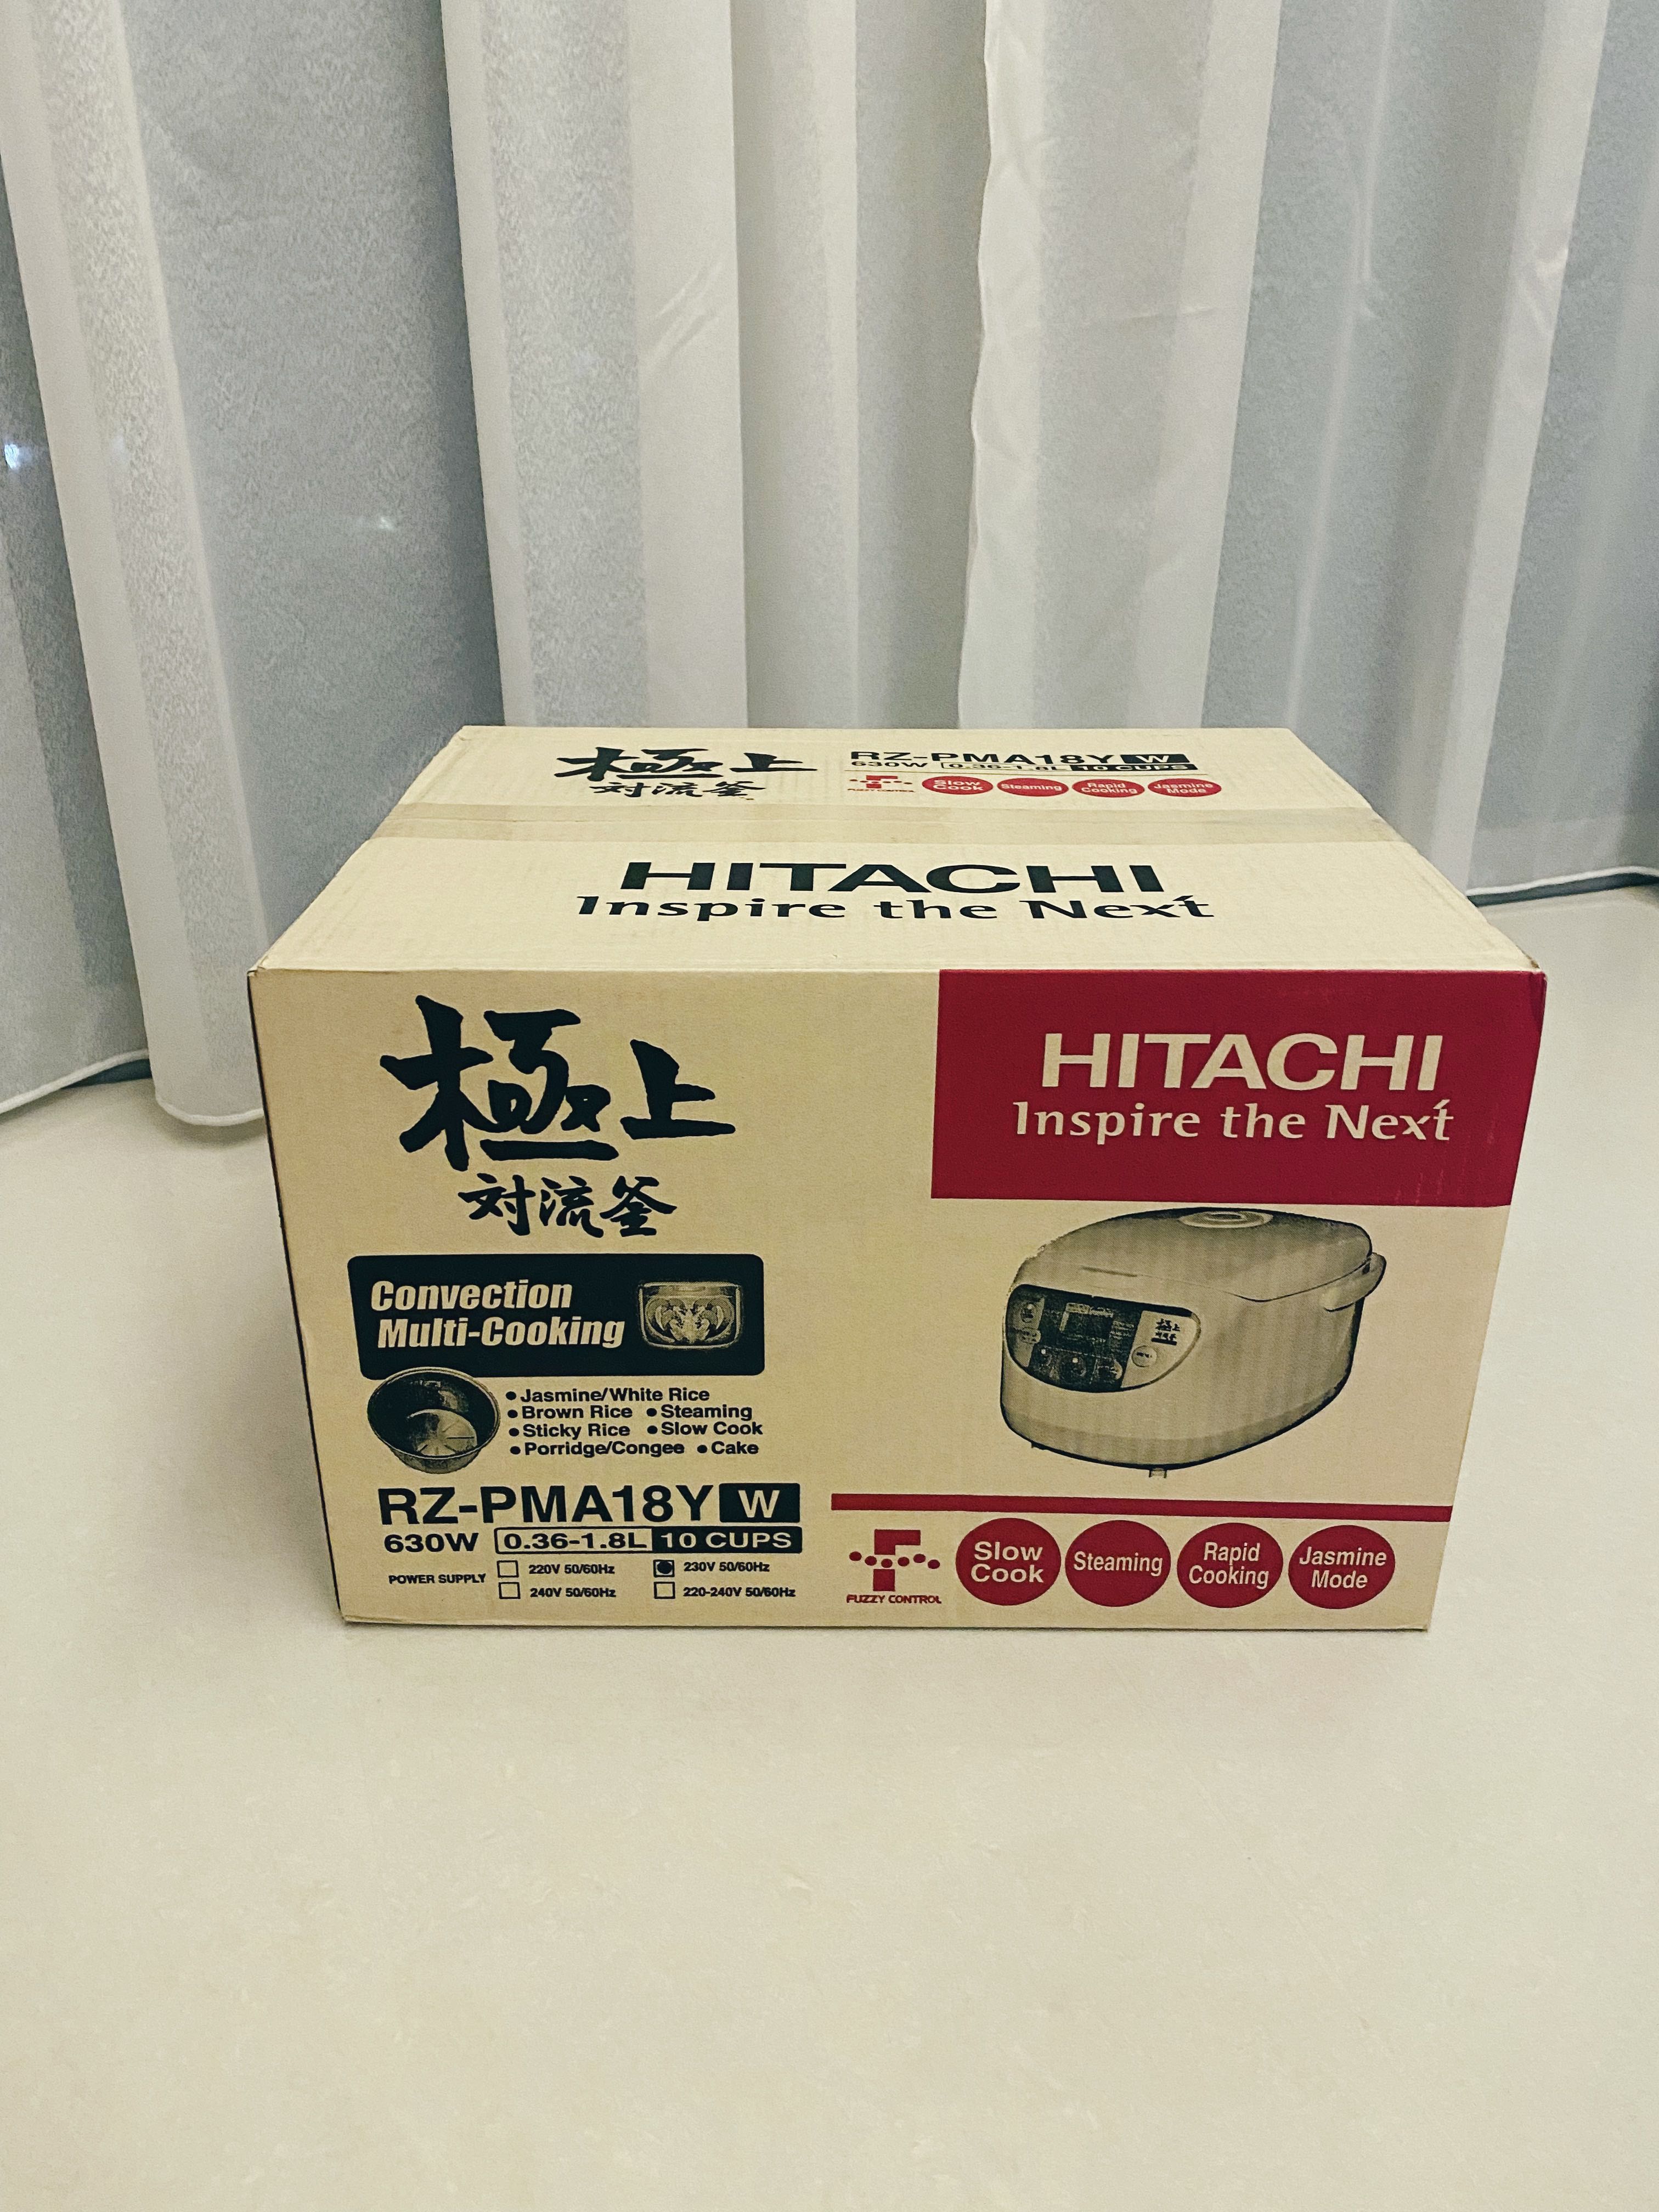 極上
対流釜
RZ-PMA18Y W
630W 0.36-1.8L 10 CUPS
FUZZY CONTROL
Slow Cook
Steaming
Rapid Cooking
Jasmine Mode
HITACHI
Inspire the Next
極上
対流釜
HITACHI
Inspire the Next
Convection
Multi-Cooking
•Jasmine/White Rice
•Brown Rice •Steaming
•Sticky Rice •Slow Cook
•Porridge/Congee •Cake
極上
RZ-PMA18Y W
630W 0.36-1.8L 10 CUPS
POWER SUPPLY
220V 50/60Hz 230V 50/60Hz
240V 50/60Hz 220-240V 50/60Hz
FUZZY CONTROL
Slow
Cook
Steaming
Rapid
Cooking
Jasmine
Mode